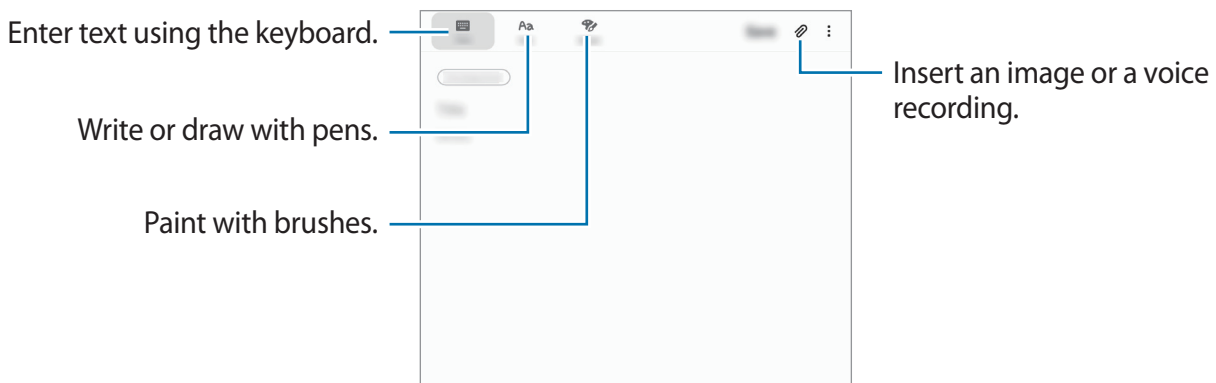 Enter text using the keyboard.
Aa
Insert an image or a voice
recording.
Write or draw with pens.
Paint with brushes.